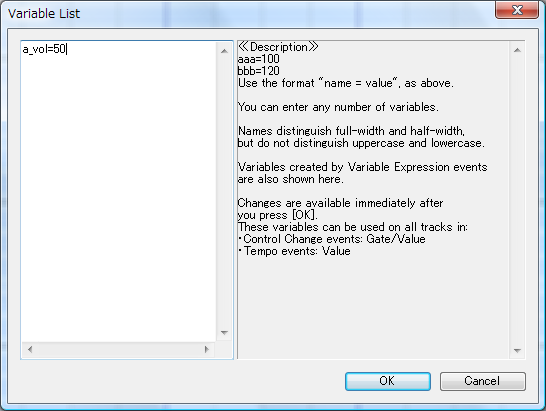 Variable List
a_vol=50
≪Description≫
aaa=100
bbb=120
Use the format "name = value", as above.
You can enter any number of variables.
Names distinguish full-width and half-width,
but do not distinguish uppercase and lowercase.
Variables created by Variable Expression events
are also shown here.
Changes are available immediately after
you press [OK].
These variables can be used on all tracks in:
・Control Change events: Gate/Value
・Tempo events: Value
OK
Cancel